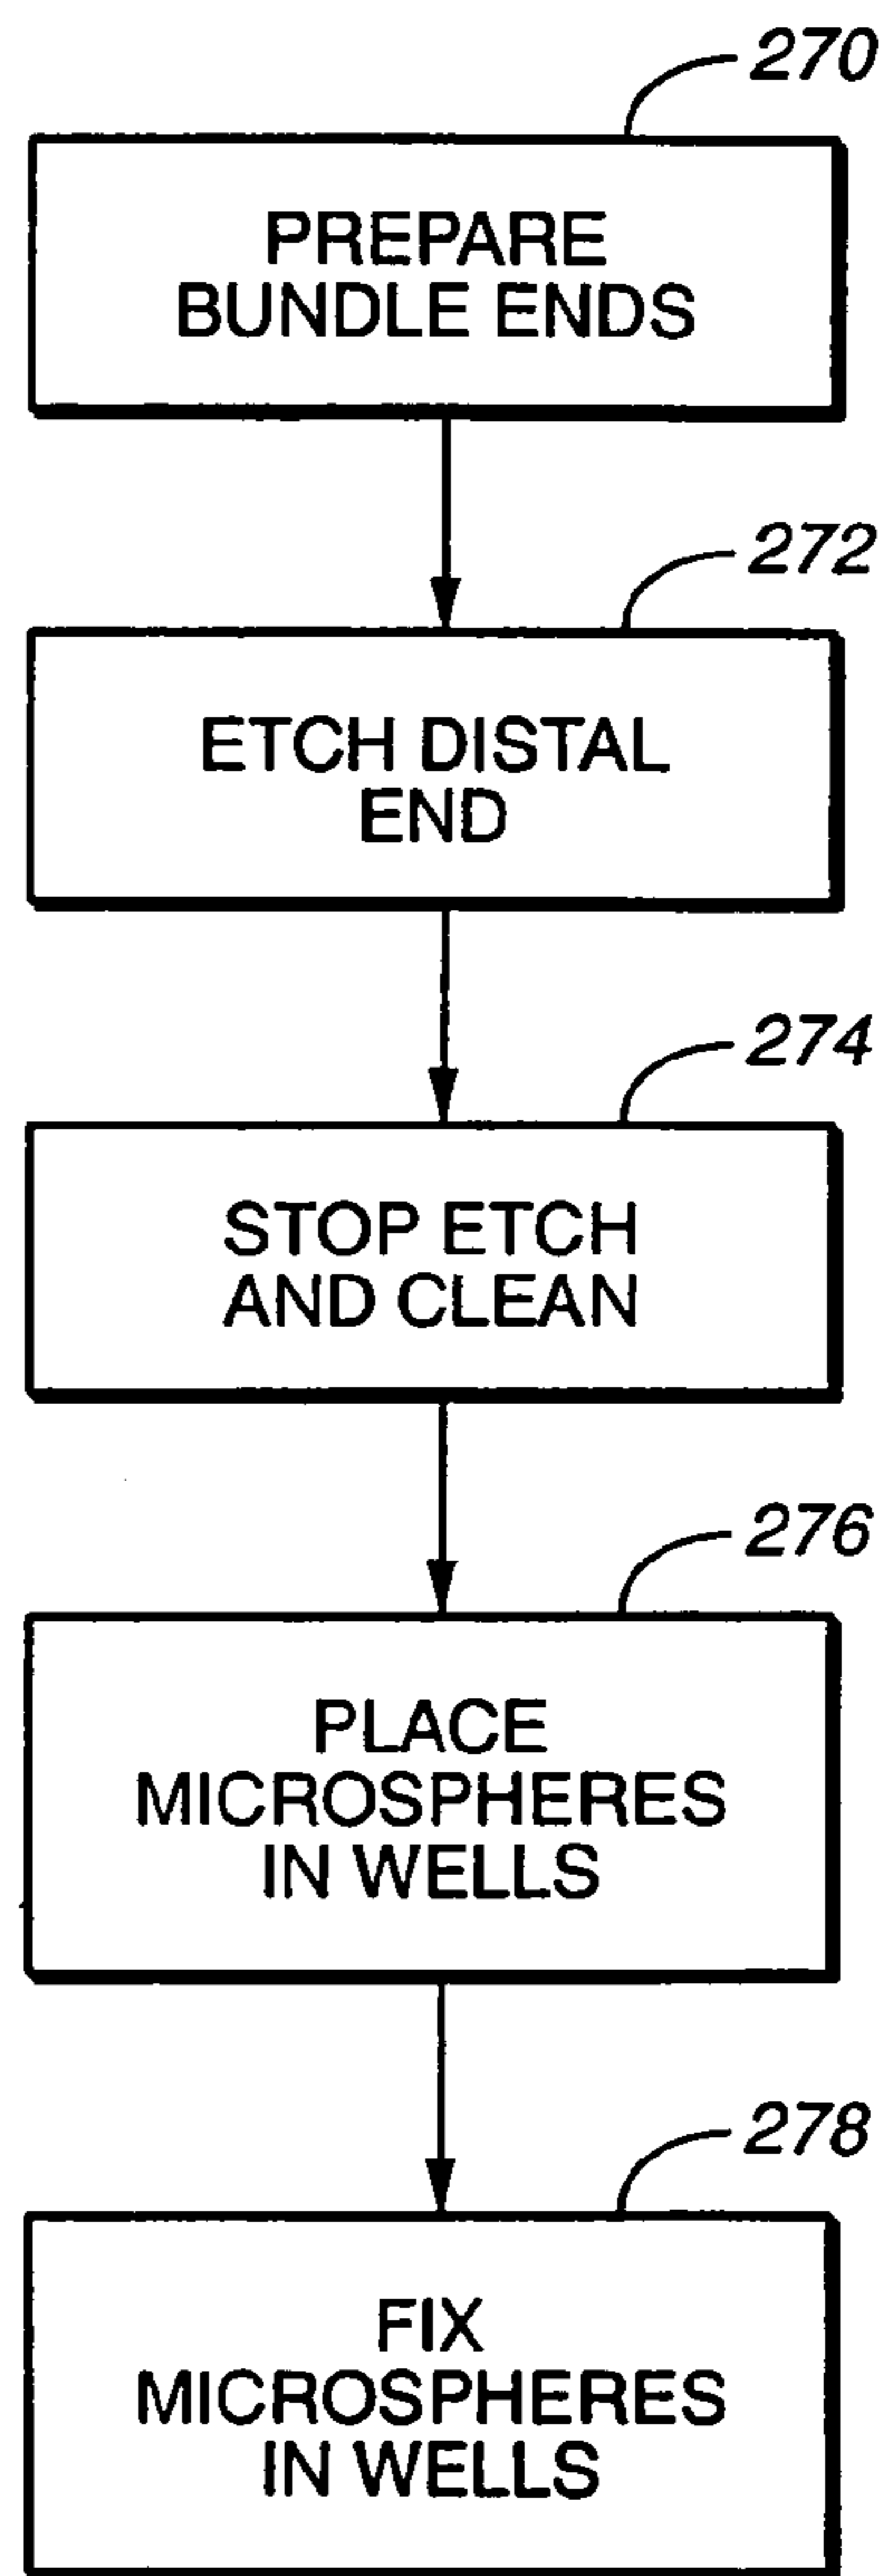 270
PREPARE
BUNDLE ENDS
272
ETCH DISTAL
END
274
STOP ETCH
AND CLEAN
276
PLACE
MICROSPHERES
IN WELLS
278
FIX
MICROSPHERES
IN WELLS